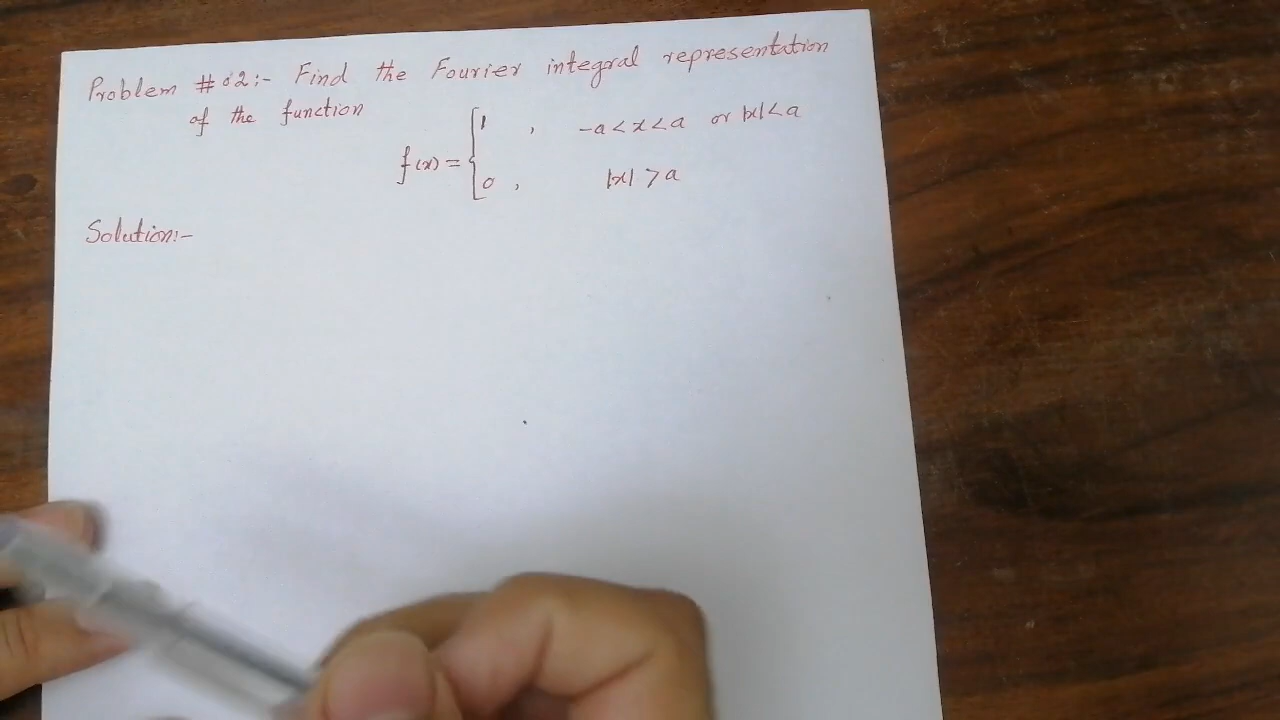 Problem # 02:- Find the Fourier integral representation
of the function
f(x) = { 1 , -a < x < a or |x| < a
0 , |x| > a
Solution:-